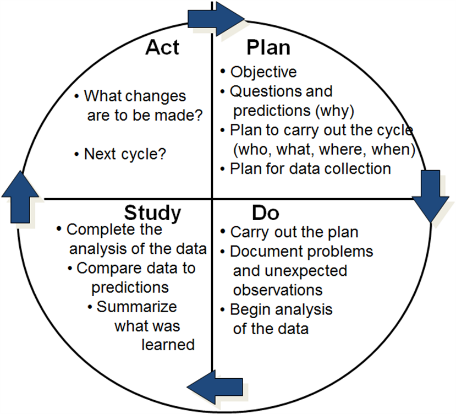 Act
• What changes
are to be made?
• Next cycle?
Plan
• Objective
• Questions and
predictions (why)
• Plan to carry out the cycle
(who, what, where, when)
• Plan for data collection
Study
• Complete the
analysis of the data
• Compare data to
predictions
• Summarize
what was
learned
Do
• Carry out the plan
• Document problems
and unexpected
observations
• Begin analysis
of the data